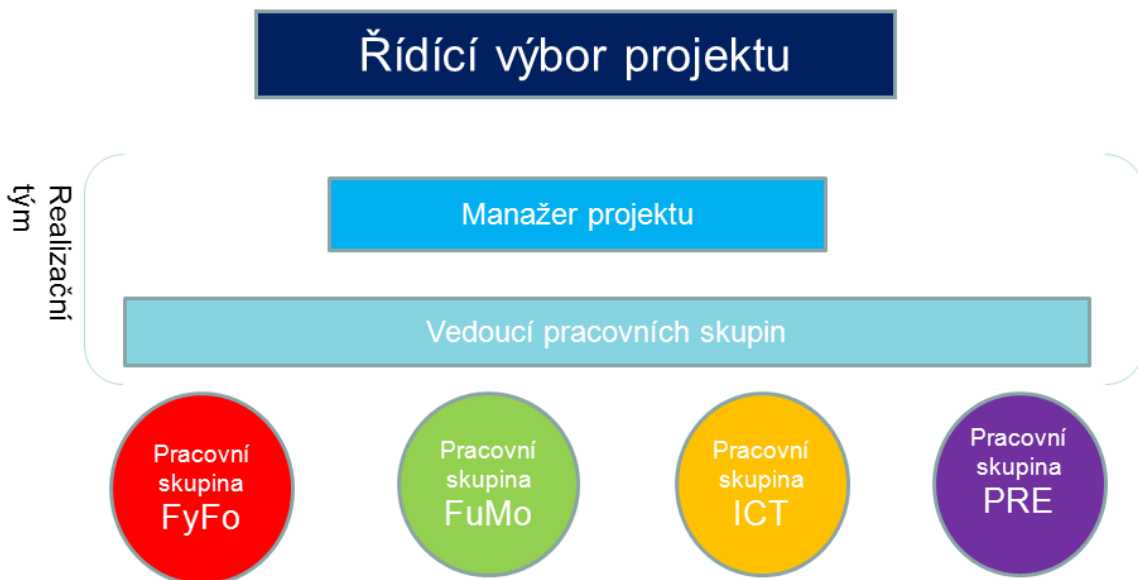 Řídící výbor projektu
Realizační
tým
Manažer projektu
Vedoucí pracovních skupin
Pracovní
skupina
FyFo
Pracovní
skupina
FuMo
Pracovní
skupina
ICT
Pracovní
skupina
PRE